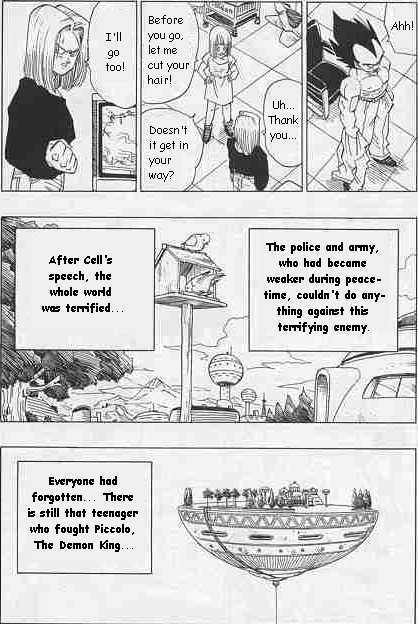 I'll
go
too!
Before
you go,
let me
cut your
hair!
Doesn't
it get in
your
way?
Uh...
Thank
you...
Ahh!
After Cell's
speech, the
whole world
was terrified...
The police and army,
who had become
weaker during peace-
time, couldn't do any-
thing against this
terrifying enemy.
Everyone had
forgotten... There
is still that teenager
who fought Piccolo,
The Demon King....